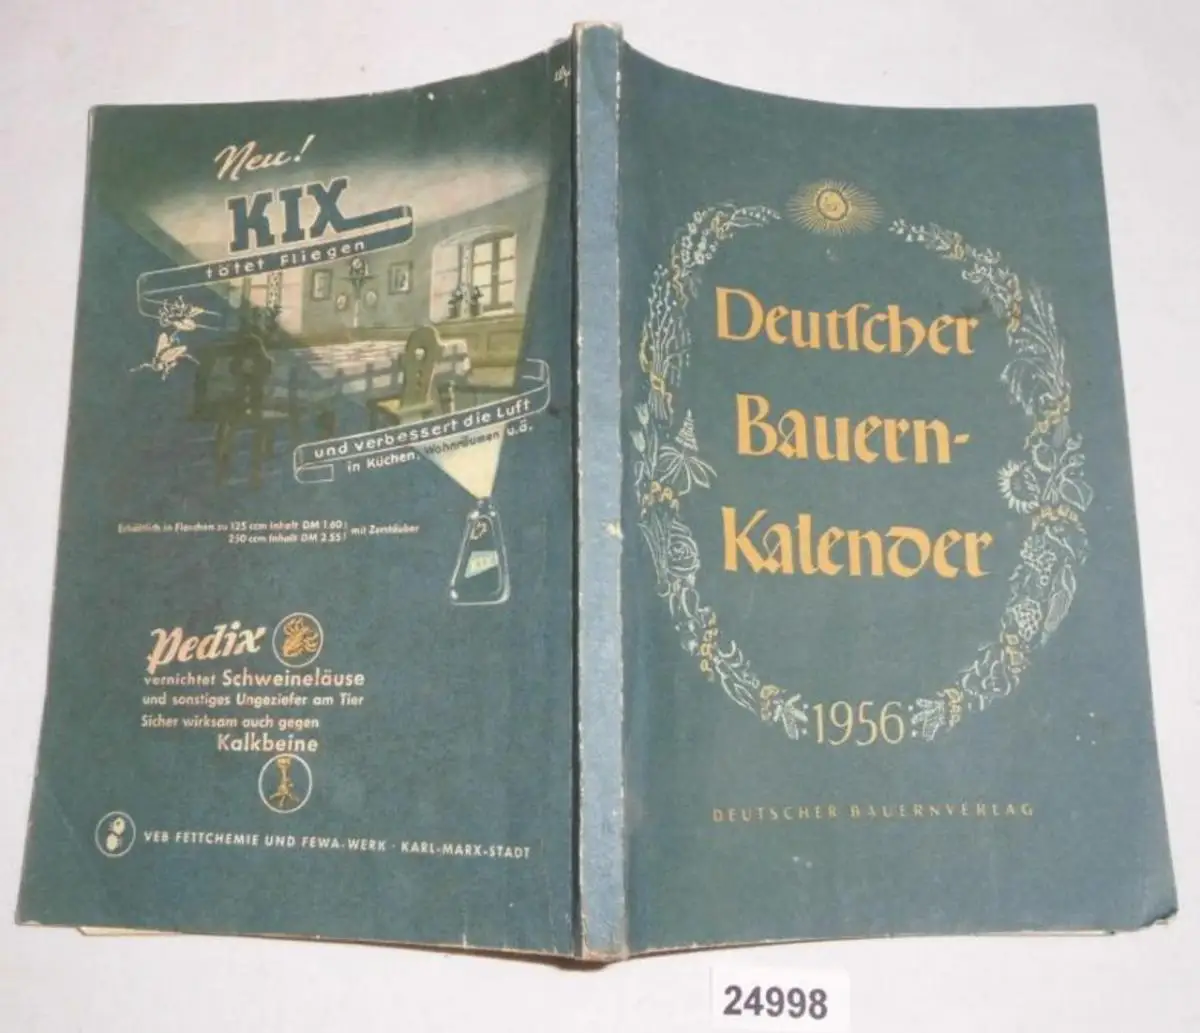 Neu!
KIX
tötet Fliegen
und verbessert die Luft
in Küchen, Wohnräumen u.ä.
Erhältlich in Flaschen zu 125 ccm Inhalt DM 1.60 } mit Zerstäuber
250 ccm Inhalt DM 2.55 }
KIX
Pedix
vernichtet Schweineläuse
und sonstiges Ungeziefer am Tier
Sicher wirksam auch gegen
Kalkbeine
VEB FETTCHEMIE UND FEWA-WERK · KARL-MARX-STADT
Deutscher
Bauern-
Kalender
1956
DEUTSCHER BAUERNVERLAG
24998